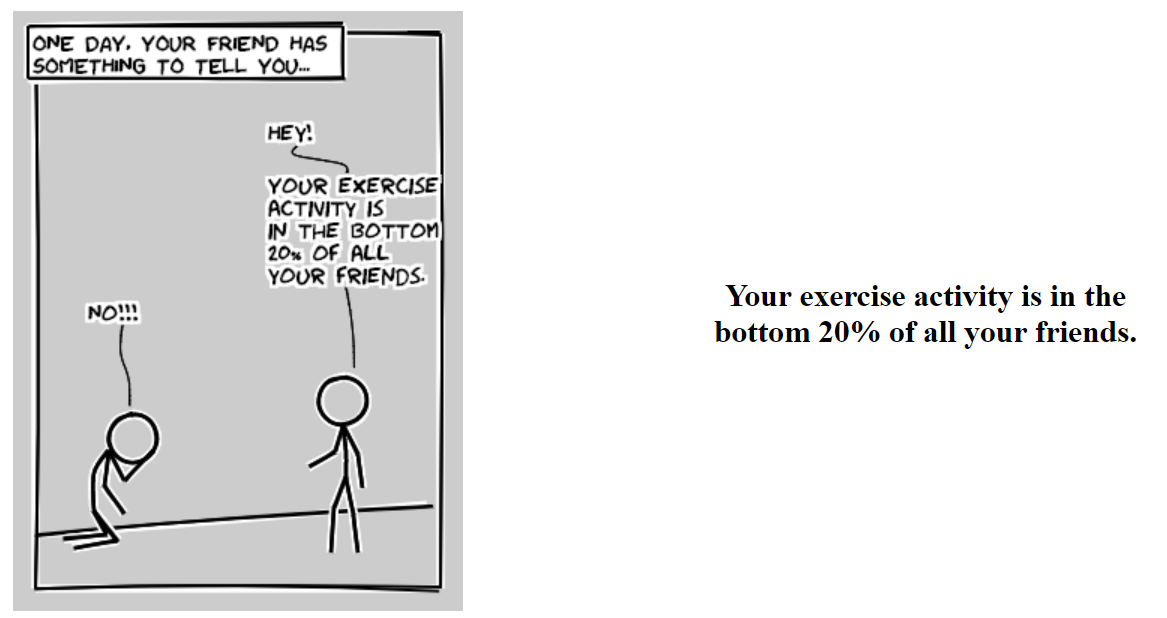 ONE DAY, YOUR FRIEND HAS
SOMETHING TO TELL YOU...
HEY!
YOUR EXERCISE
ACTIVITY IS
IN THE BOTTOM
20% OF ALL
YOUR FRIENDS.
NO!!!
Your exercise activity is in the
bottom 20% of all your friends.